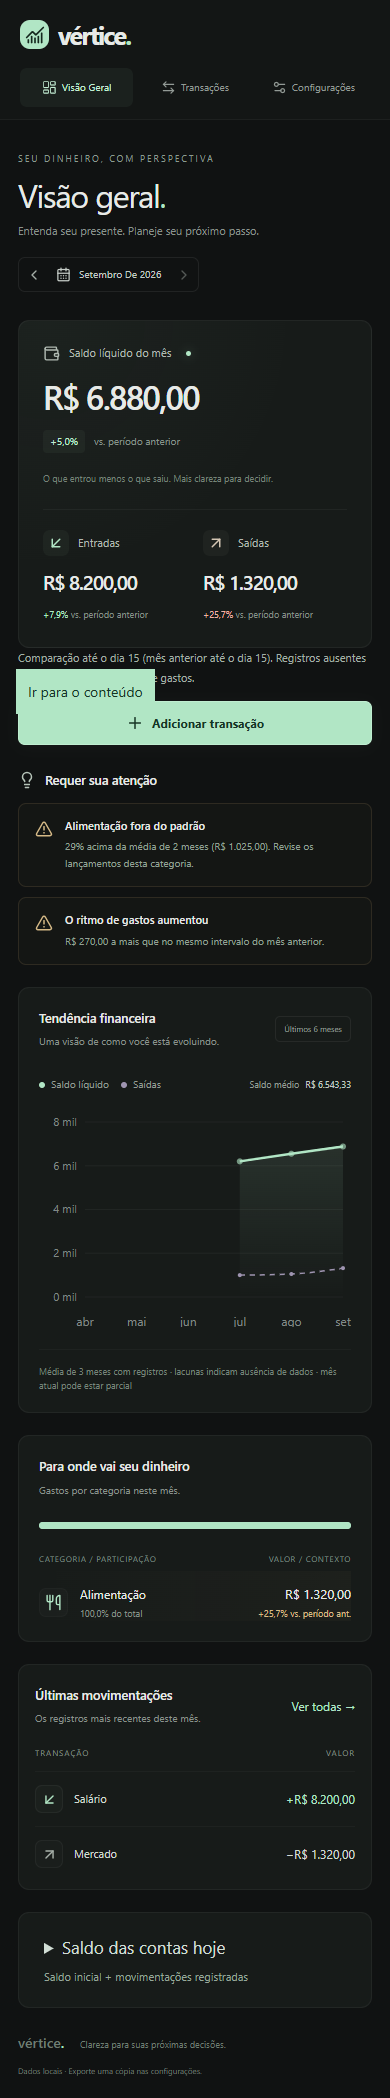 vértice.
Visão Geral
Transações
Configurações
SEU DINHEIRO, COM PERSPECTIVA
Visão geral.
Entenda seu presente. Planeje seu próximo passo.
Setembro De 2026
Saldo líquido do mês
R$ 6.880,00
+5,0% vs. período anterior
O que entrou menos o que saiu. Mais clareza para decidir.
Entradas
R$ 8.200,00
+7,9% vs. período anterior
Saídas
R$ 1.320,00
+25,7% vs. período anterior
Comparação até o dia 15 (mês anterior até o dia 15). Registros ausentes
gastos.
Ir para o conteúdo
Adicionar transação
Requer sua atenção
Alimentação fora do padrão
29% acima da média de 2 meses (R$ 1.025,00). Revise os
lançamentos desta categoria.
O ritmo de gastos aumentou
R$ 270,00 a mais que no mesmo intervalo do mês anterior.
Tendência financeira
Uma visão de como você está evoluindo.
Últimos 6 meses
Saldo líquido
Saídas
Saldo médio R$ 6.543,33
8 mil
6 mil
4 mil
2 mil
0 mil
abr mai jun jul ago set
Média de 3 meses com registros · lacunas indicam ausência de dados · mês
atual pode estar parcial
Para onde vai seu dinheiro
Gastos por categoria neste mês.
CATEGORIA / PARTICIPAÇÃO
VALOR / CONTEXTO
Alimentação
R$ 1.320,00
100,0% do total
+25,7% vs. período ant.
Últimas movimentações
Os registros mais recentes deste mês.
Ver todas →
TRANSAÇÃO
VALOR
Salário
+R$ 8.200,00
Mercado
−R$ 1.320,00
Saldo das contas hoje
Saldo inicial + movimentações registradas
vértice.
Clareza para suas próximas decisões.
Dados locais · Exporte uma cópia nas configurações.